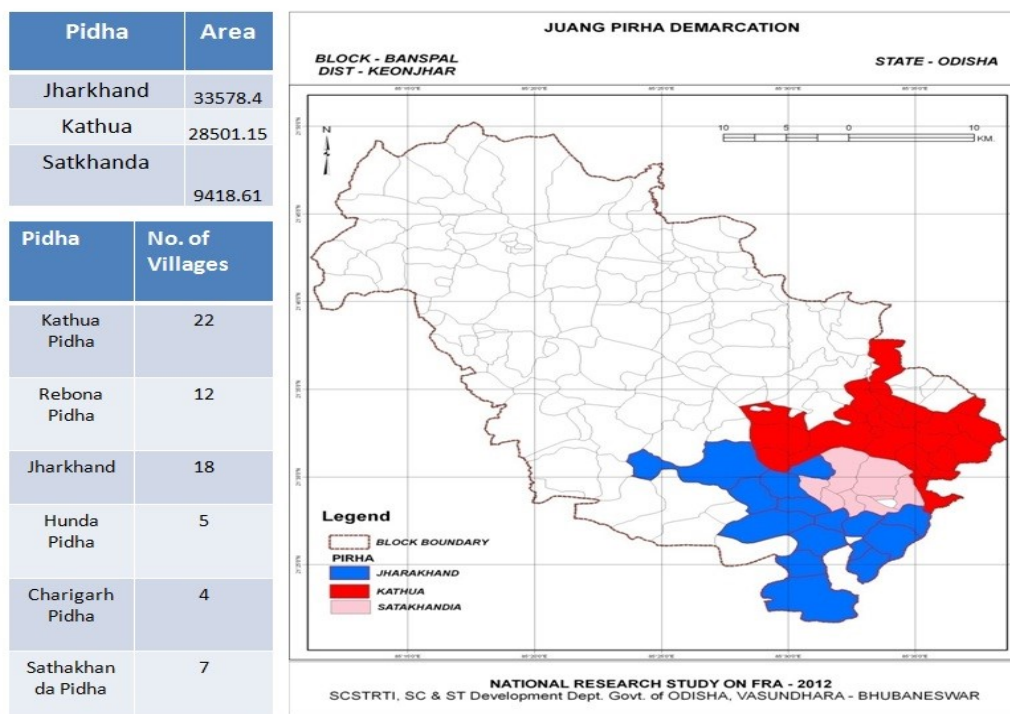 Pidha Area
Jharkhand 33578.4
Kathua 28501.15
Satkhanda
9418.61
Pidha No. of
Villages
Kathua 22
Pidha
Rebona 12
Pidha
Jharkhand 18
Hunda 5
Pidha
Charigarh 4
Pidha
Sathakhan 7
da Pidha
JUANG PIRHA DEMARCATION
BLOCK - BANSPAL
DIST - KEONJHAR
STATE - ODISHA
N
10 5 0 10
KM.
Legend
BLOCK BOUNDARY
PIRHA
JHARAKHAND
KATHUA
SATAKHANDIA
NATIONAL RESEARCH STUDY ON FRA - 2012
SCSTRTI, SC & ST Development Dept. Govt. of ODISHA, VASUNDHARA - BHUBANESWAR